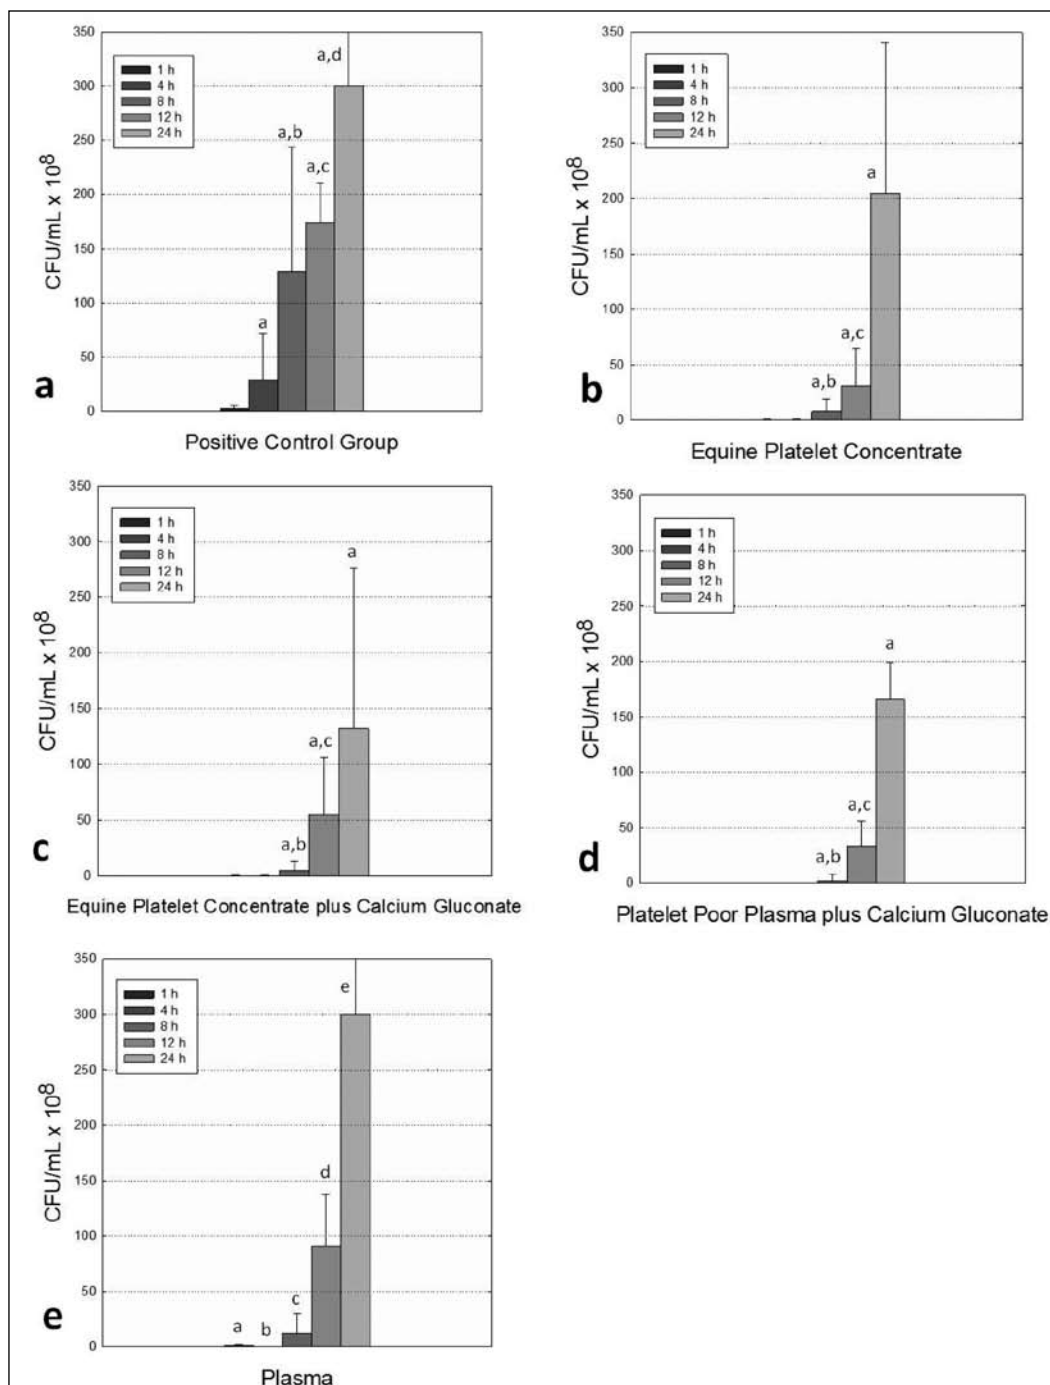 350
300
250
200
150
100
50
0
CFU/mL x 10⁸
1 h
4 h
8 h
12 h
24 h
a
a,b
a,c
a,d
a
Positive Control Group
350
300
250
200
150
100
50
0
CFU/mL x 10⁸
1 h
4 h
8 h
12 h
24 h
a,b
a,c
a
b
Equine Platelet Concentrate
350
300
250
200
150
100
50
0
CFU/mL x 10⁸
1 h
4 h
8 h
12 h
24 h
a,b
a,c
a
c
Equine Platelet Concentrate plus Calcium Gluconate
350
300
250
200
150
100
50
0
CFU/mL x 10⁸
1 h
4 h
8 h
12 h
24 h
a,b
a,c
a
d
Platelet Poor Plasma plus Calcium Gluconate
350
300
250
200
150
100
50
0
CFU/mL x 10⁸
1 h
4 h
8 h
12 h
24 h
a
b
c
d
e
e
Plasma